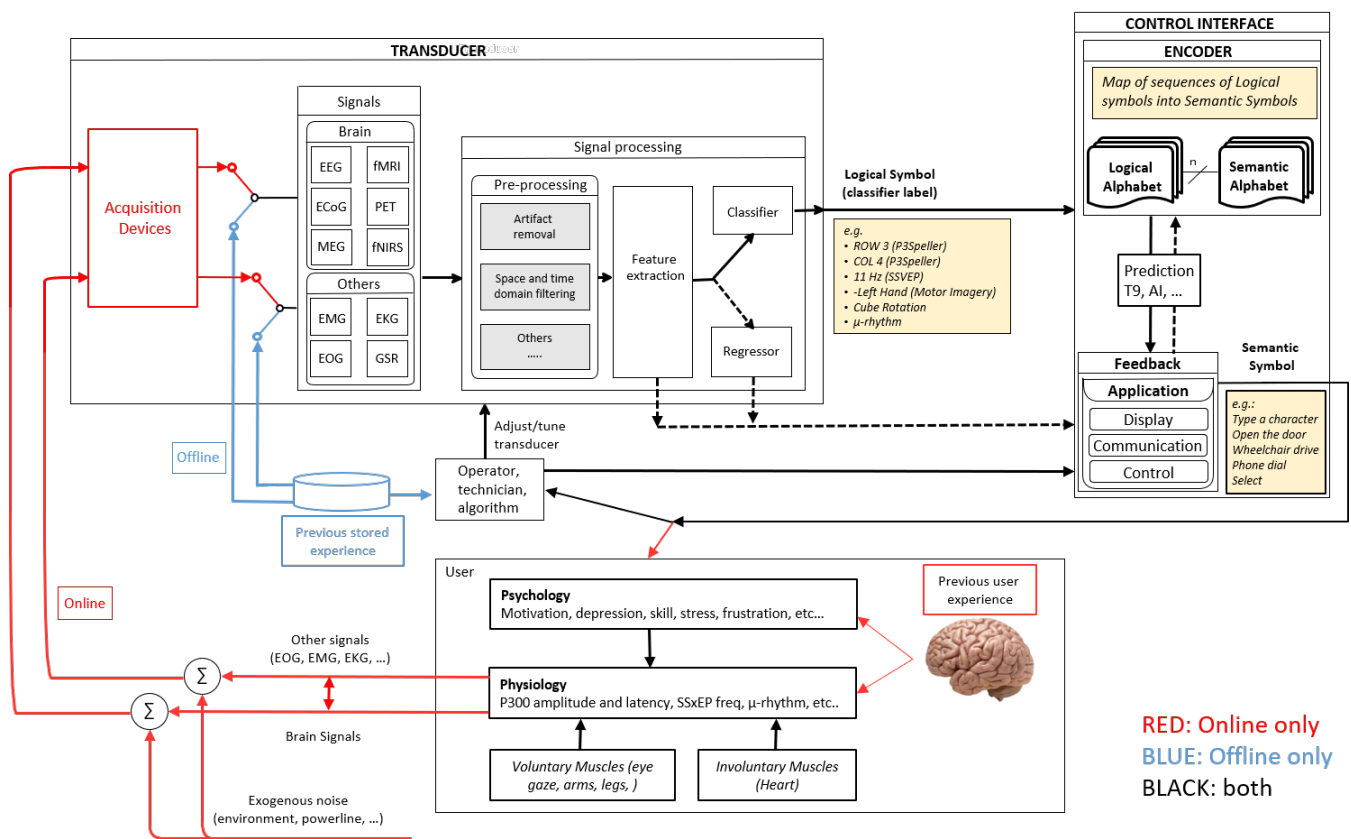 TRANSDUCER
CONTROL INTERFACE
ENCODER
Map of sequences of Logical
symbols into Semantic Symbols
Logical
Alphabet
n
Semantic
Alphabet
Signals
Brain
EEG
fMRI
ECoG
PET
MEG
fNIRS
Others
EMG
EKG
EOG
GSR
Acquisition
Devices
Signal processing
Pre-processing
Artifact
removal
Space and time
domain filtering
Others
.....
Feature
extraction
Classifier
Regressor
Logical Symbol
(classifier label)
e.g.
• ROW 3 (P3Speller)
• COL 4 (P3Speller)
• 11 Hz (SSVEP)
• -Left Hand (Motor Imagery)
• Cube Rotation
• μ-rhythm
Prediction
T9, AI, ...
Feedback
Application
Display
Communication
Control
Semantic
Symbol
e.g.:
Type a character
Open the door
Wheelchair drive
Phone dial
Select
Adjust/tune
transducer
Offline
Operator,
technician,
algorithm
Previous stored
experience
Online
User
Psychology
Motivation, depression, skill, stress, frustration, etc...
Previous user
experience
Physiology
P300 amplitude and latency, SSxEP freq, μ-rhythm, etc..
Voluntary Muscles (eye
gaze, arms, legs, )
Involuntary Muscles
(Heart)
Other signals
(EOG, EMG, EKG, ...)
Σ
Σ
Brain Signals
Exogenous noise
(environment, powerline, ...)
RED: Online only
BLUE: Offline only
BLACK: both